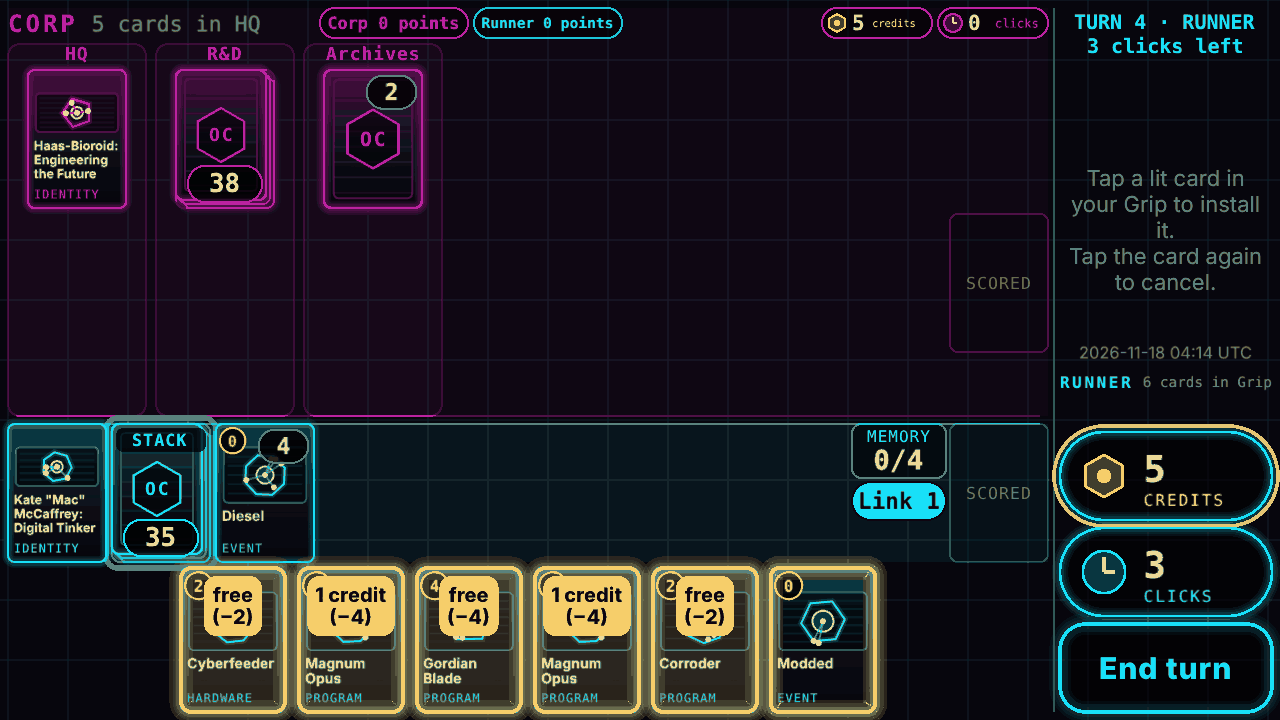 CORP 5 cards in HQ
Corp 0 points
Runner 0 points
5 credits
0 clicks
TURN 4 · RUNNER
3 clicks left
HQ
R&D
Archives
Haas-Bioroid:
Engineering
the Future
IDENTITY
OC
38
2
OC
SCORED
Tap a lit card in
your Grip to install
it.
Tap the card again
to cancel.
2026-11-18 04:14 UTC
RUNNER 6 cards in Grip
Kate "Mac"
McCaffrey:
Digital Tinker
IDENTITY
STACK
OC
35
0
4
Diesel
EVENT
MEMORY
0/4
Link 1
SCORED
5
CREDITS
3
CLICKS
End turn
2
free
(−2)
Cyberfeeder
HARDWARE
1 credit
(−4)
Magnum
Opus
PROGRAM
4
free
(−4)
Gordian
Blade
PROGRAM
1 credit
(−4)
Magnum
Opus
PROGRAM
2
free
(−2)
Corroder
PROGRAM
0
Modded
EVENT